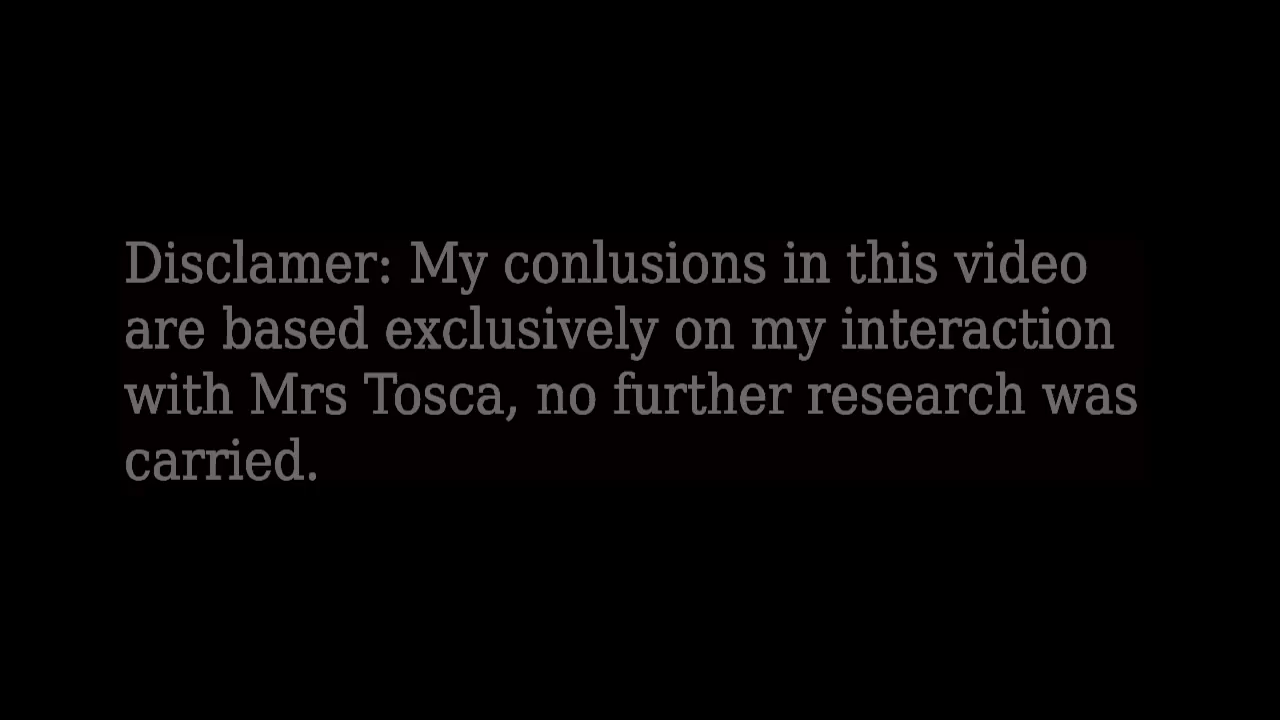 Disclamer: My conlusions in this video
are based exclusively on my interaction
with Mrs Tosca, no further research was
carried.